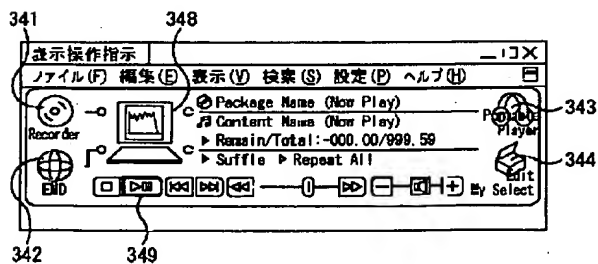 341
348
表示操作指示
ファイル(F) 編集(E) 表示(V) 検索(S) 設定(P) ヘルプ(H)
Package Name (Now Play)
Content Name (Now Play)
Remain/Total:-000.00/999.59
Suffle Repeat All
Recorder
END
Portable
Player
Edit
My Select
343
344
342
349